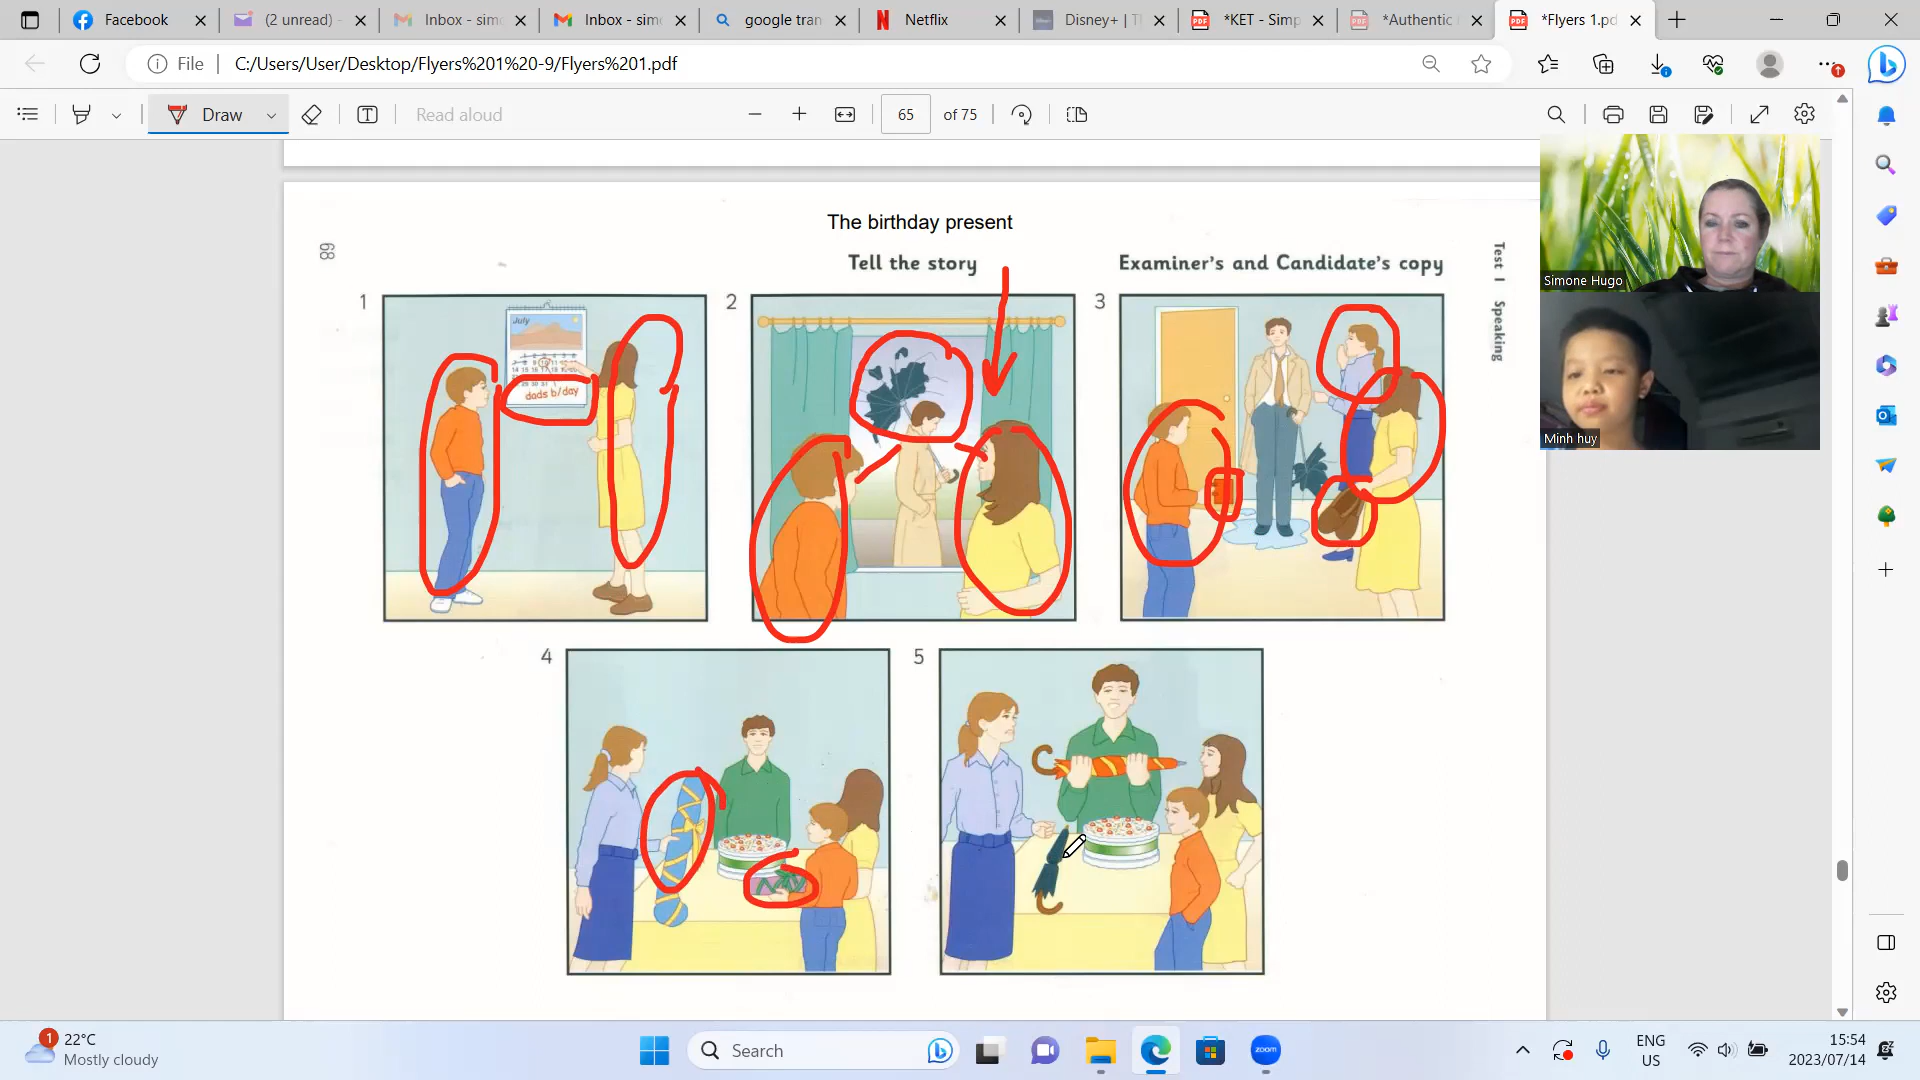 Facebook
(2 unread) -
Inbox - sim
Inbox - sim
google tran
Netflix
Disney+ | T
*KET - Simp
*Authentic
*Flyers 1.pd
File
C:/Users/User/Desktop/Flyers%201%20-9/Flyers%201.pdf
Draw
Read aloud
65
of 75
The birthday present
68
Tell the story
Examiner's and Candidate's copy
Test 1 Speaking
Simone Hugo
Minh huy
1
2
3
July
dads b/day
4
5
1
22°C
Mostly cloudy
Search
zoom
ENG
US
15:54
2023/07/14